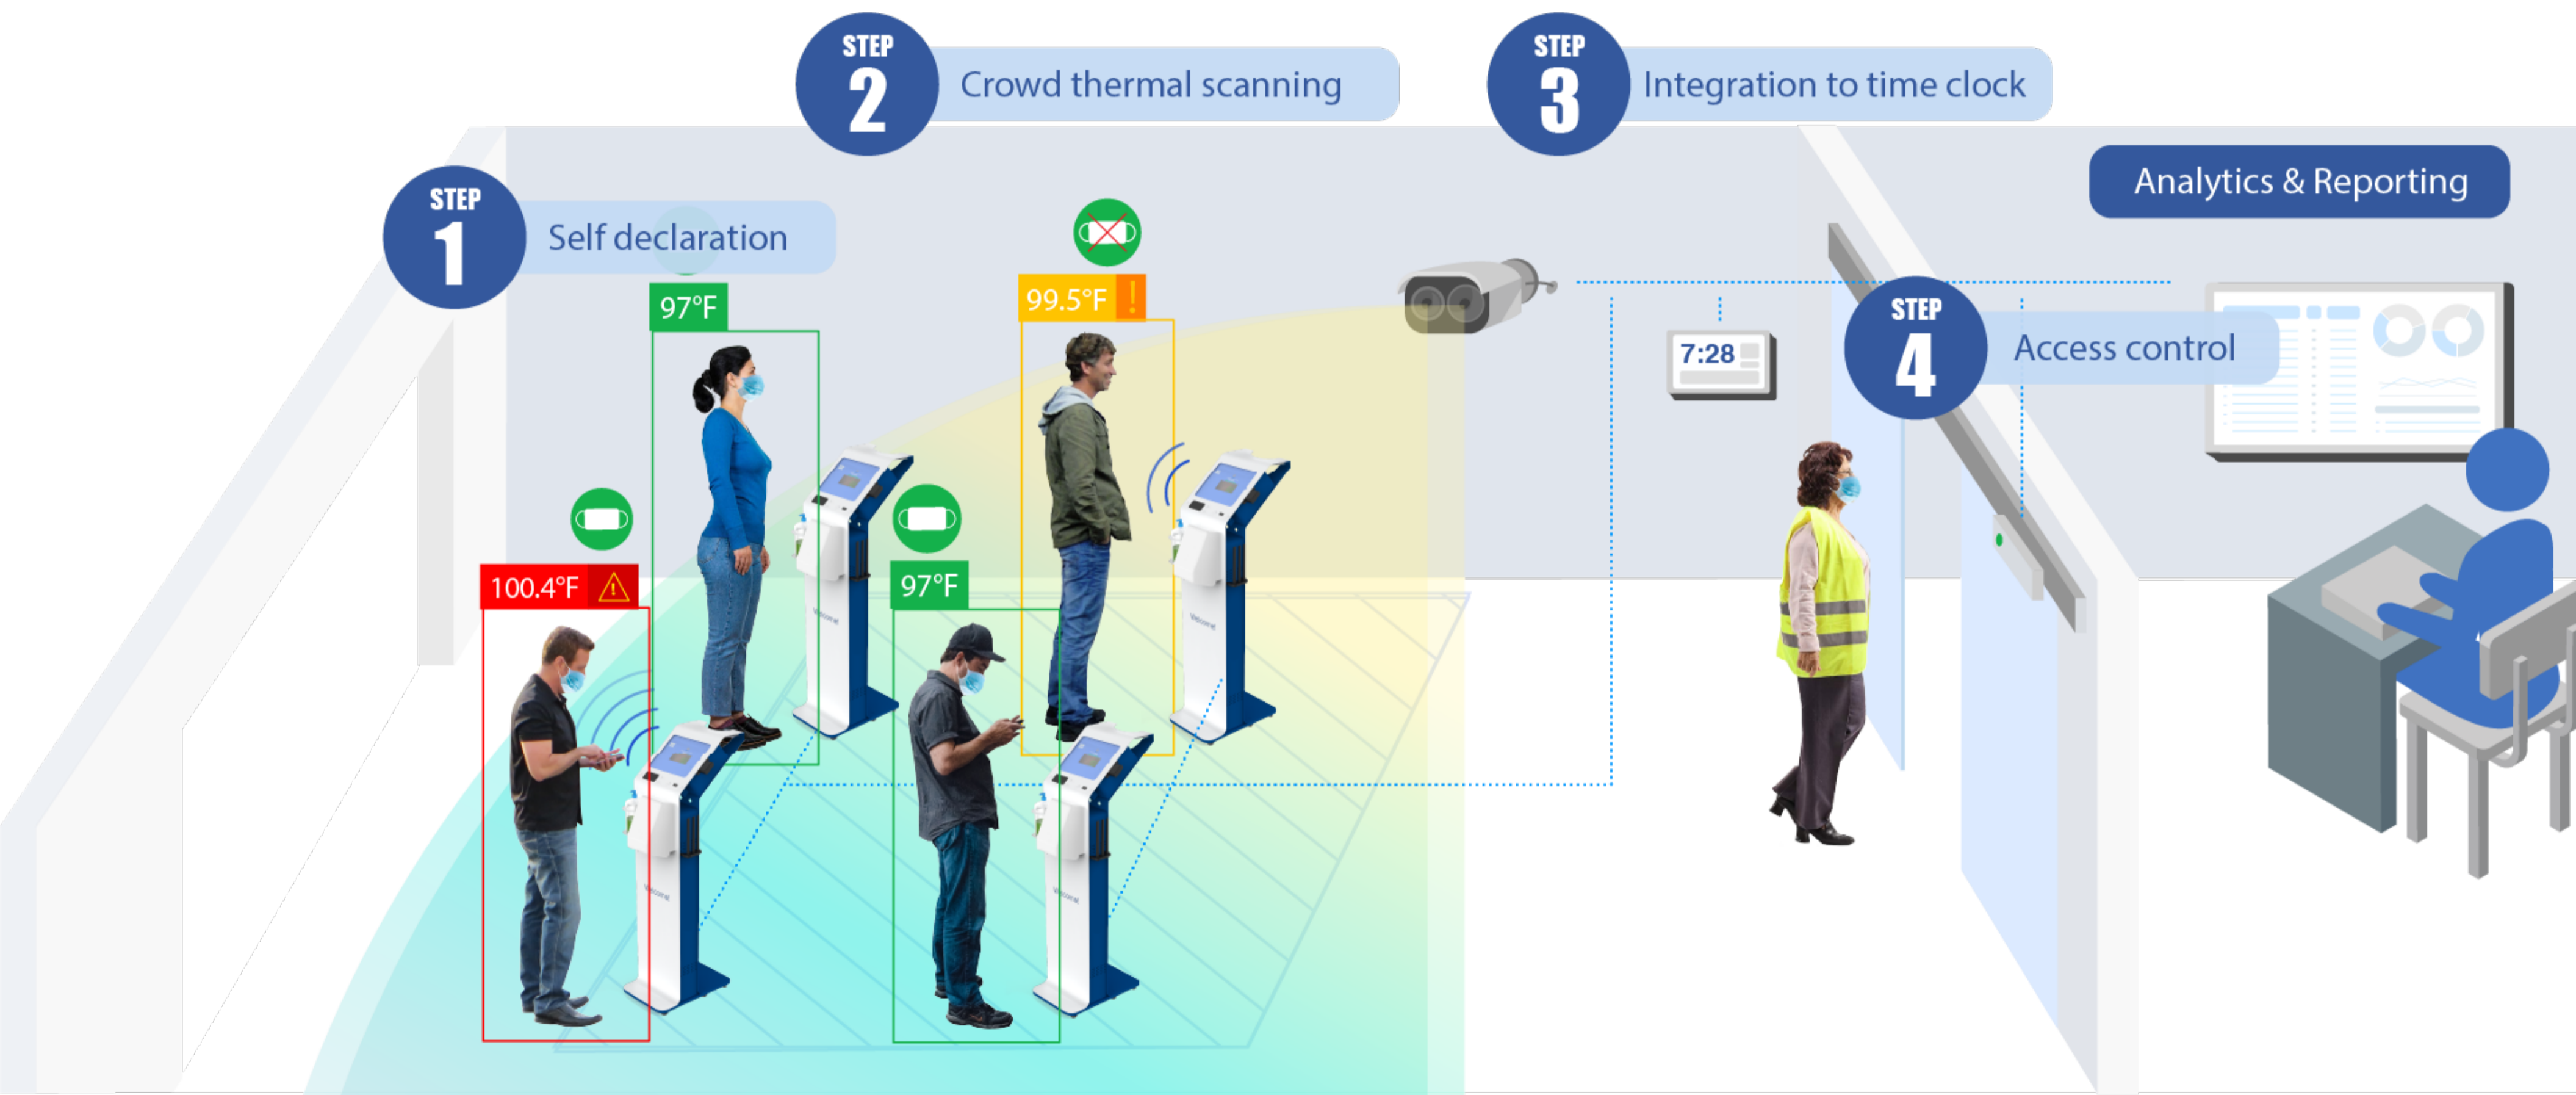 STEP
1
Self declaration
STEP
2
Crowd thermal scanning
STEP
3
Integration to time clock
STEP
4
Access control
Analytics & Reporting
97°F
99.5°F !
100.4°F !
97°F
7:28